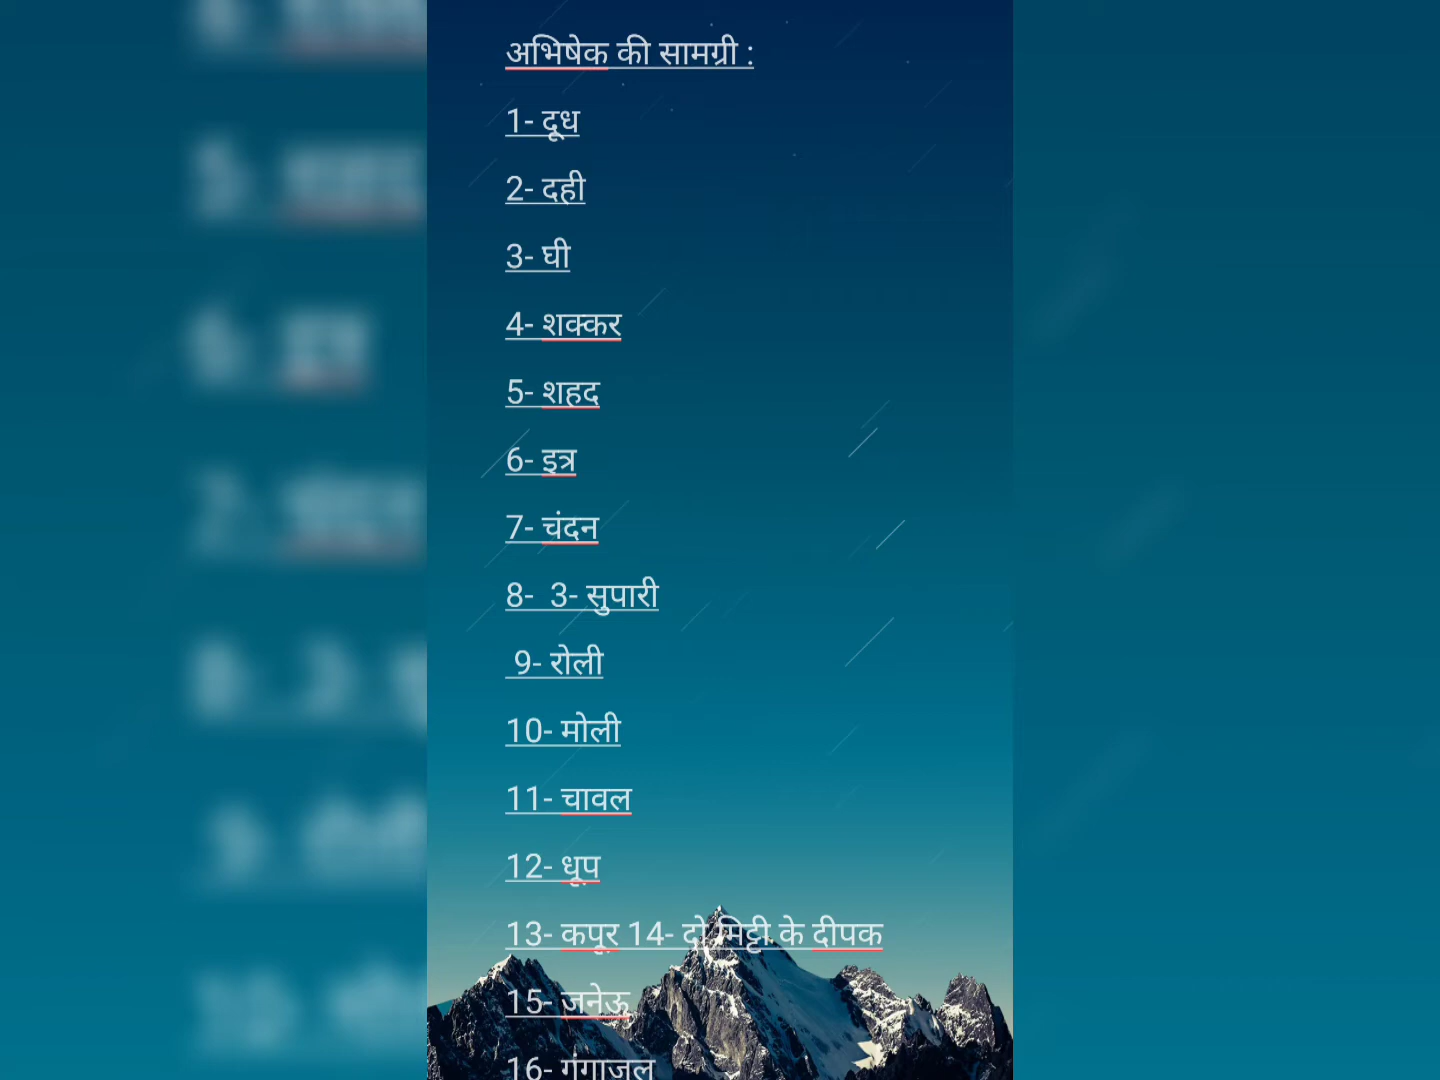 अभिषेक की सामग्री :
1- दूध
2- दही
3- घी
4- शक्कर
5- शहद
6- इत्र
7- चंदन
8-  3- सुपारी
9- रोली
10- मोली
11- चावल
12- धूप
13- कपूर 14- दो मिट्टी के दीपक
15- जनेऊ
16- गंगाजल